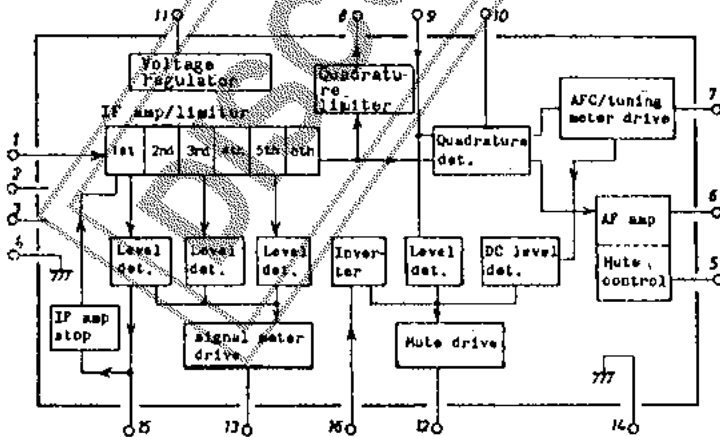 11
8
9
10
Voltage
regulator
Quadratu-
re
limiter
AFC/tuning
meter drive
7
IF amp/limiter
1
1st
2nd
3rd
4th
5th
6th
Quadrature
det.
2
3
4
AF amp
6
Mute
control
5
Level
det.
Level
det.
Level
det.
Inver-
ter
Level
det.
DC level
det.
IF amp
stop
Signal meter
drive
Mute drive
15
13
16
12
14
DISC